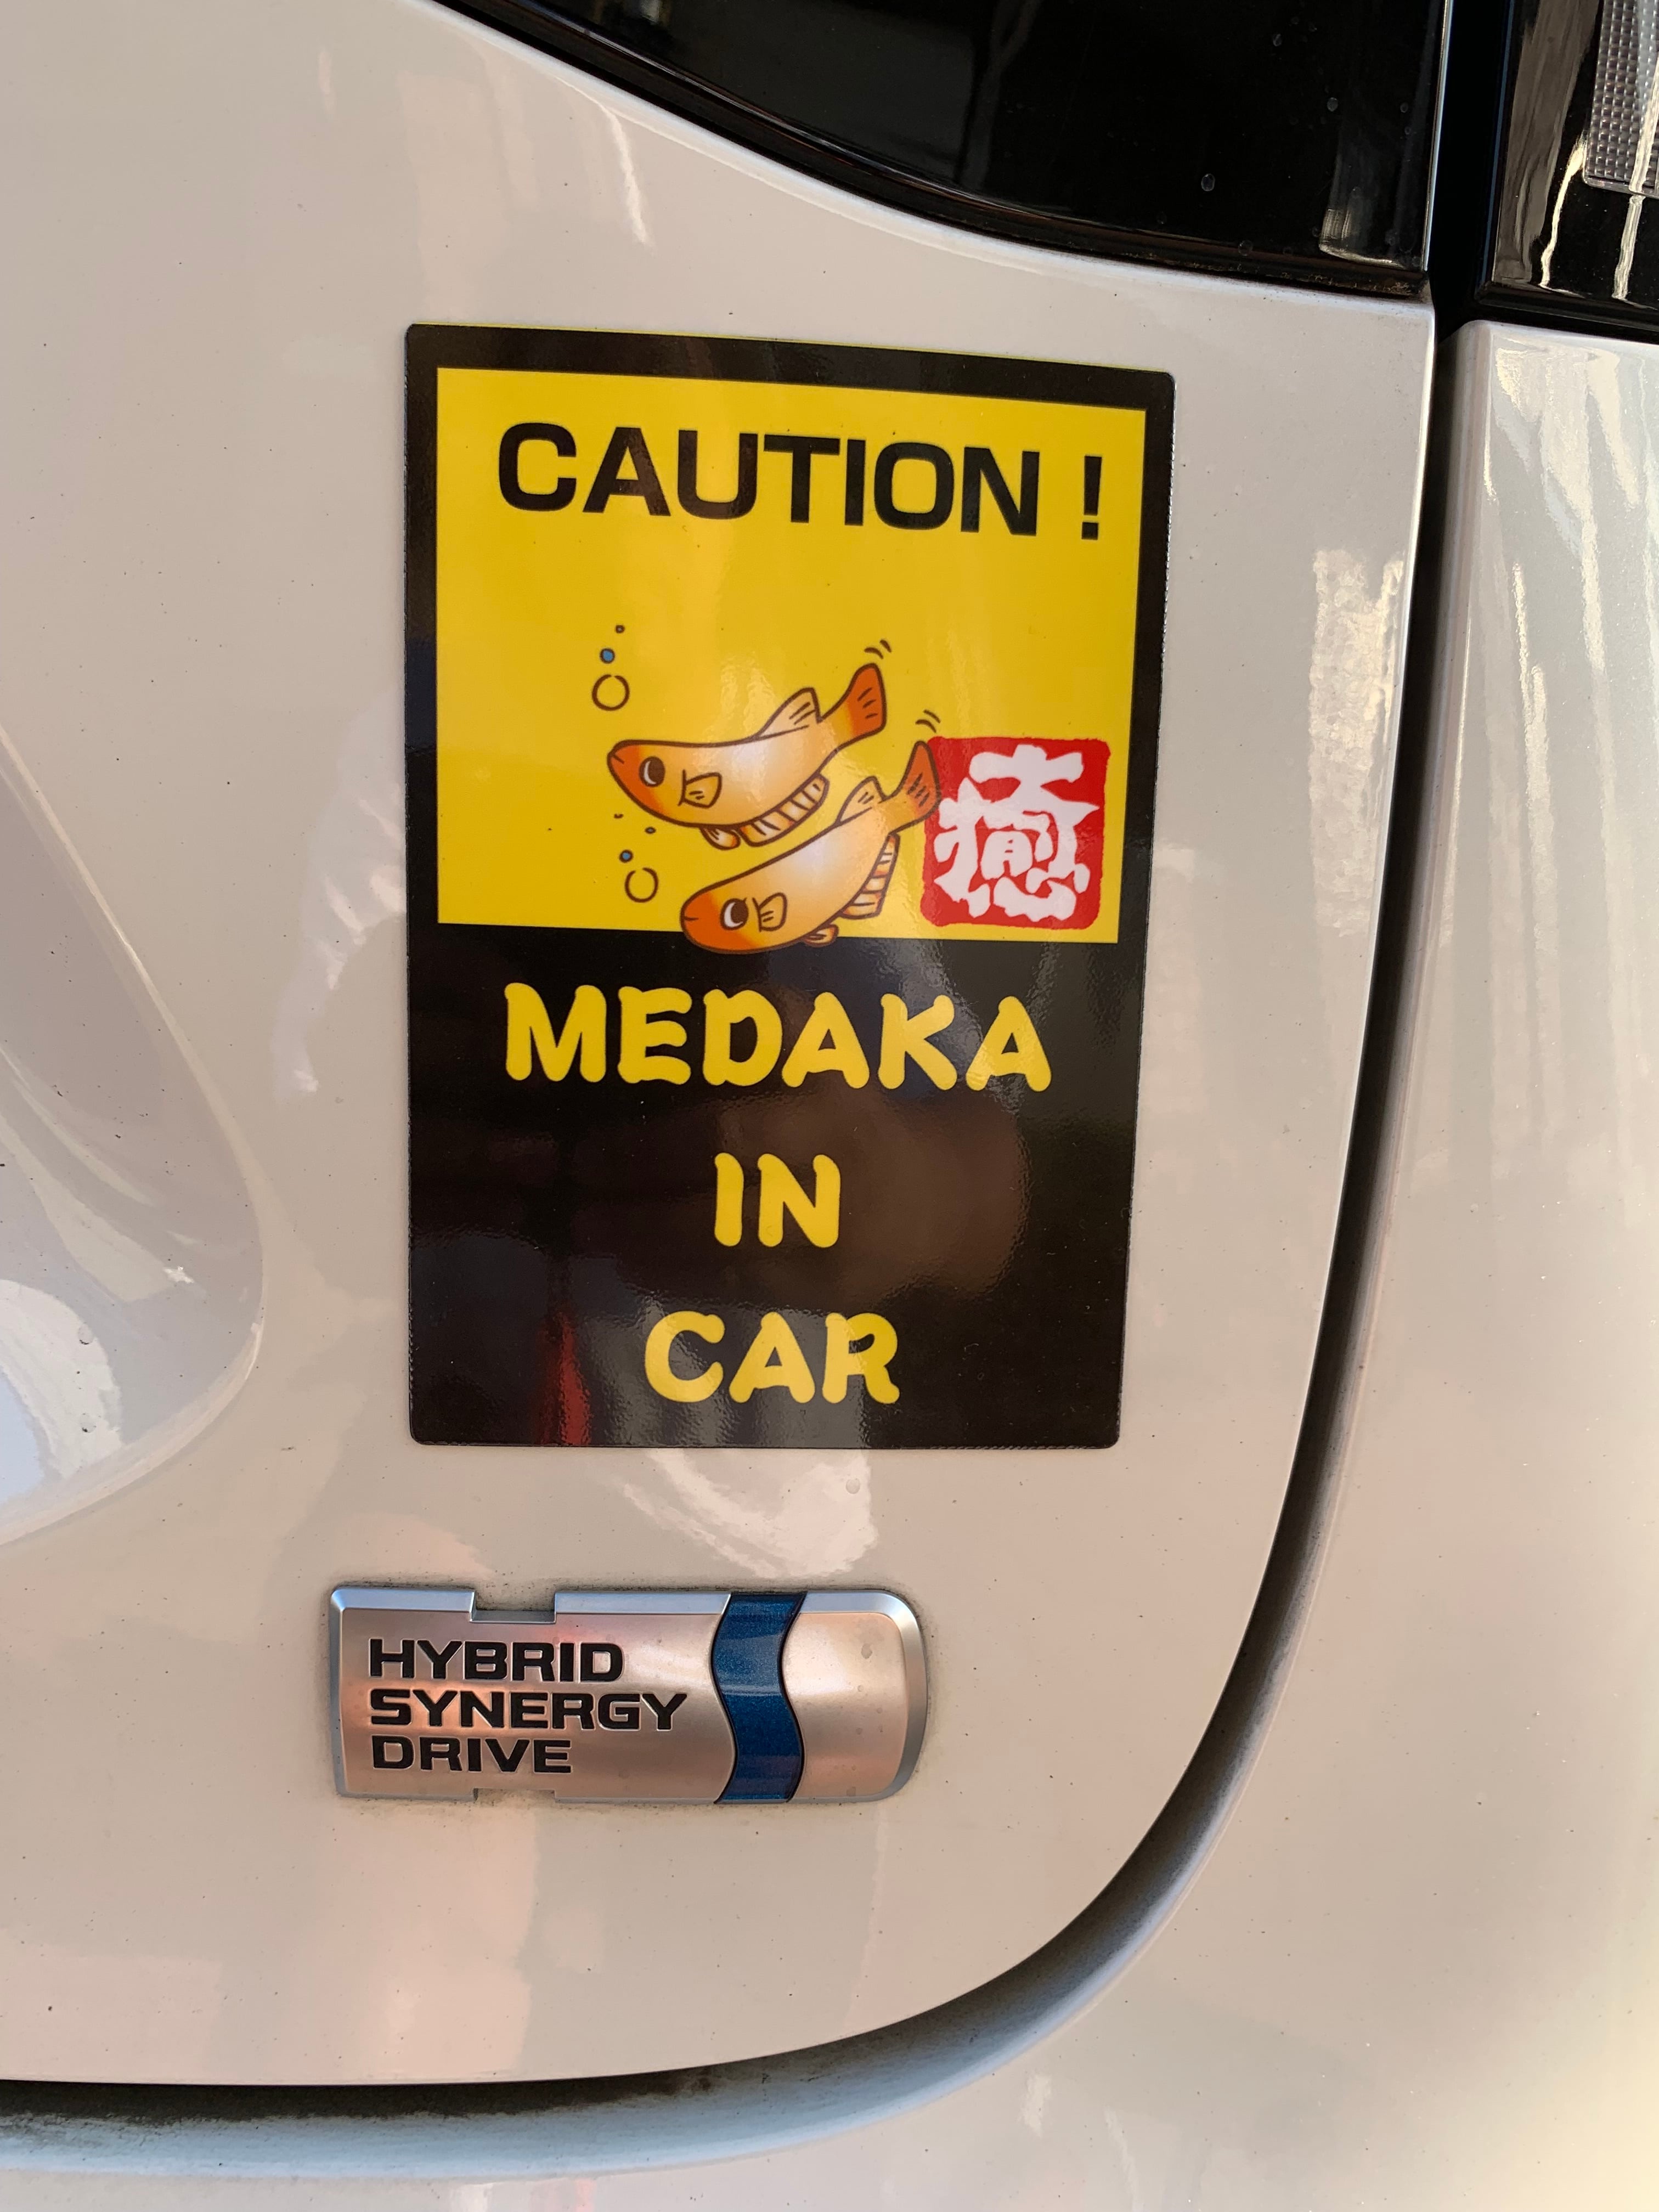 CAUTION !
癒
MEDAKA
IN
CAR
HYBRID
SYNERGY
DRIVE